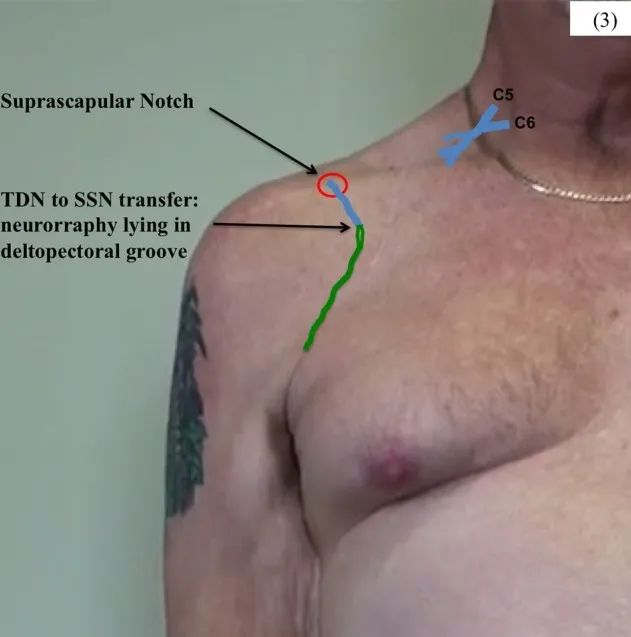 (3)
C5
Suprascapular Notch
C6
TDN to SSN transfer:
neurorraphy lying in
deltopectoral groove